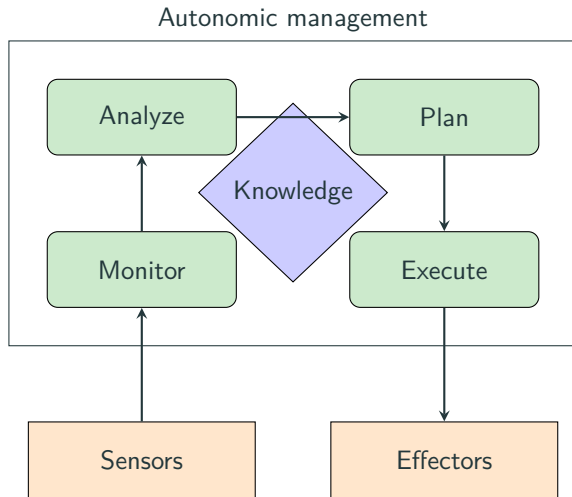 Autonomic management
Analyze
Plan
Knowledge
Monitor
Execute
Sensors
Effectors